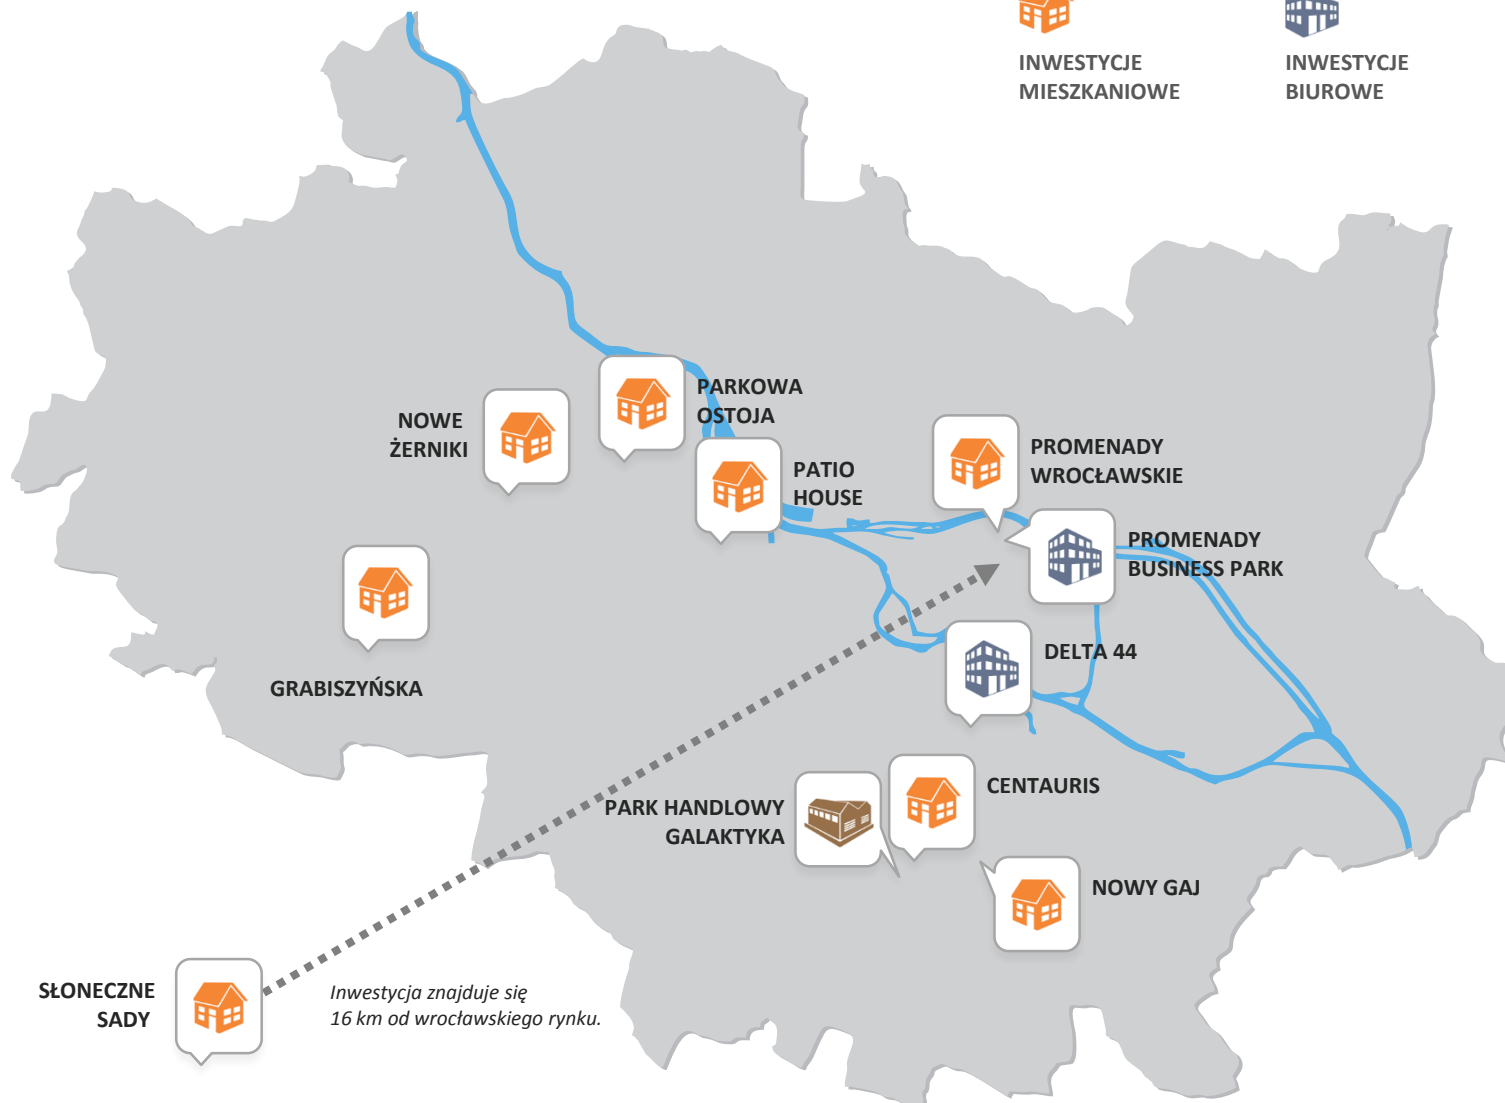 INWESTYCJE
MIESZKANIOWE
INWESTYCJE
BIUROWE
PARKOWA
OSTOJA
NOWE
ŻERNIKI
PATIO
HOUSE
PROMENADY
WROCŁAWSKIE
PROMENADY
BUSINESS PARK
DELTA 44
GRABISZYŃSKA
CENTAURIS
PARK HANDLOWY
GALAKTYKA
NOWY GAJ
SŁONECZNE
SADY
Inwestycja znajduje się
16 km od wrocławskiego rynku.